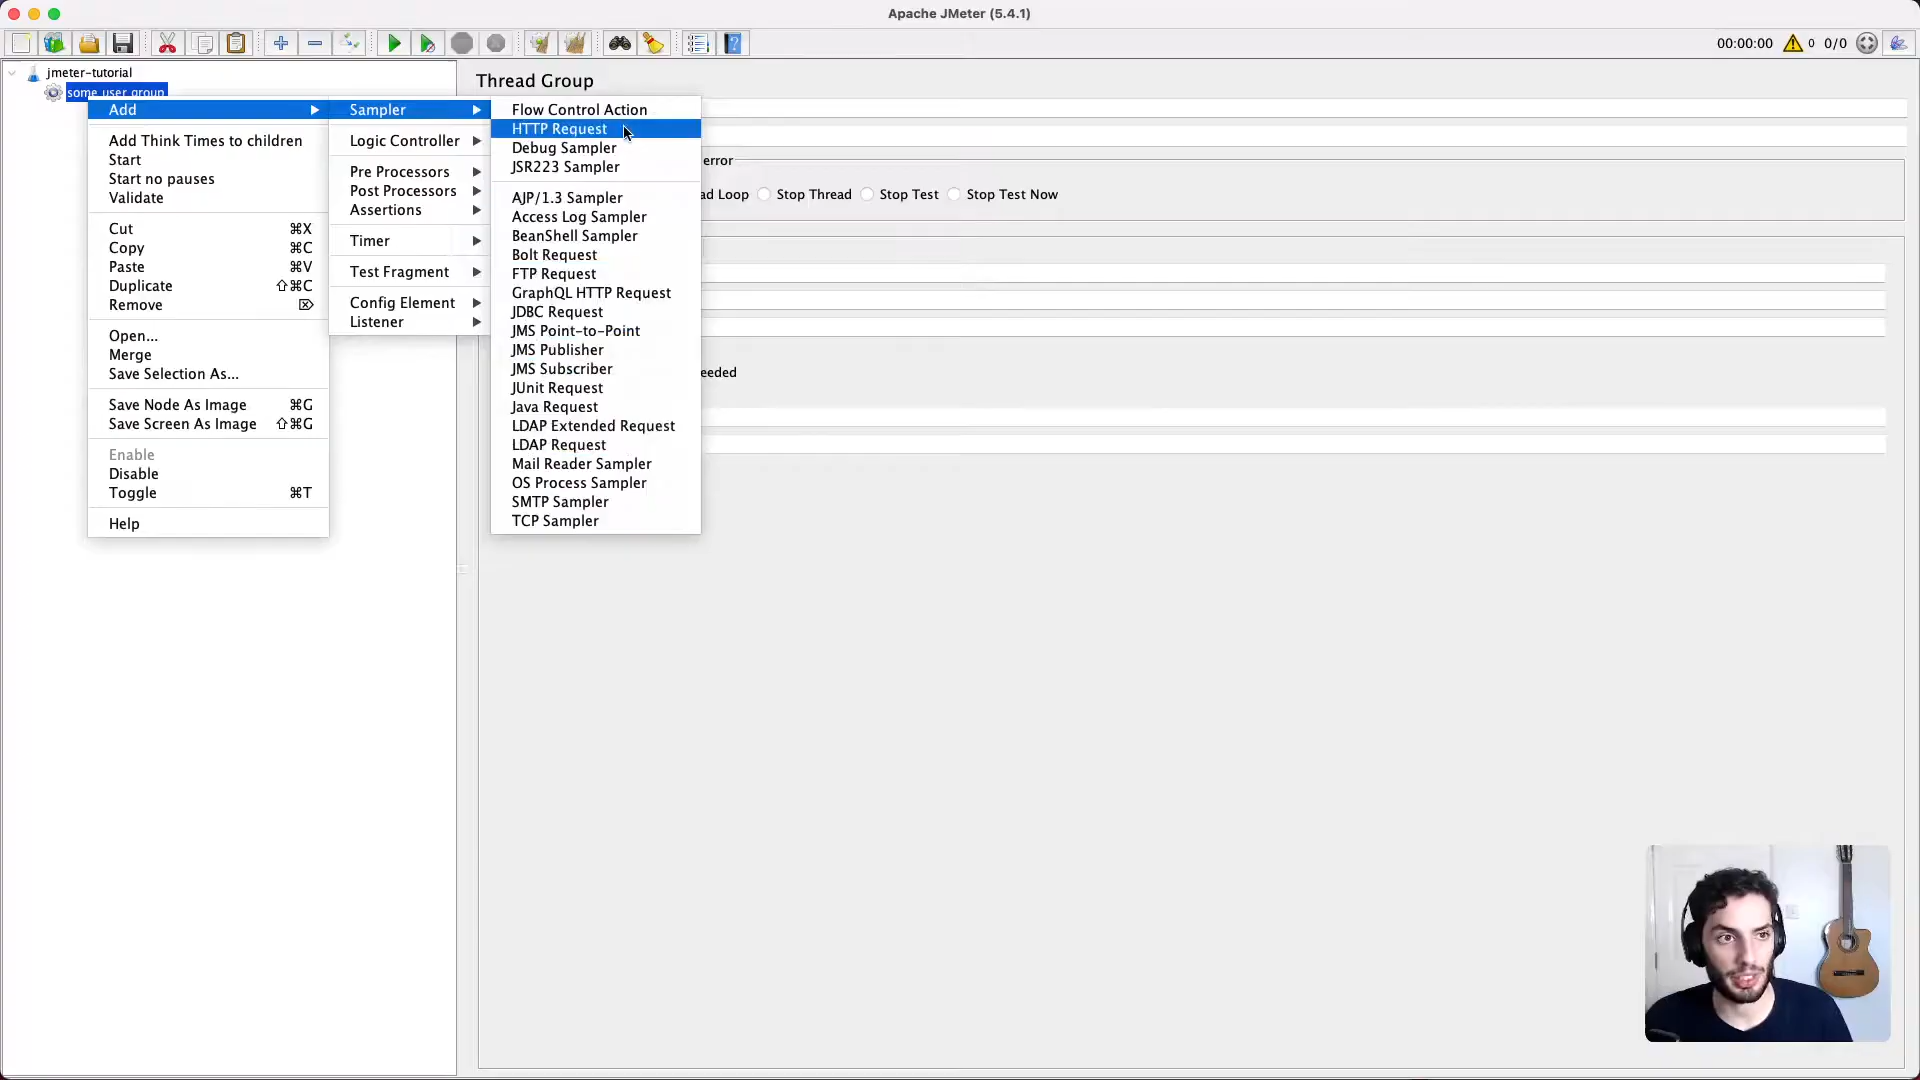 Apache JMeter (5.4.1)
00:00:00 0 0/0
jmeter-tutorial
some user group
Thread Group
Add
Add Think Times to children
Start
Start no pauses
Validate
Cut ⌘X
Copy ⌘C
Paste ⌘V
Duplicate ⇧⌘C
Remove ⌦
Open...
Merge
Save Selection As...
Save Node As Image ⌘G
Save Screen As Image ⇧⌘G
Enable
Disable
Toggle ⌘T
Help
Sampler
Logic Controller
Pre Processors
Post Processors
Assertions
Timer
Test Fragment
Config Element
Listener
Flow Control Action
HTTP Request
Debug Sampler
JSR223 Sampler
AJP/1.3 Sampler
Access Log Sampler
BeanShell Sampler
Bolt Request
FTP Request
GraphQL HTTP Request
JDBC Request
JMS Point-to-Point
JMS Publisher
JMS Subscriber
JUnit Request
Java Request
LDAP Extended Request
LDAP Request
Mail Reader Sampler
OS Process Sampler
SMTP Sampler
TCP Sampler
error
ad Loop Stop Thread Stop Test Stop Test Now
eeded